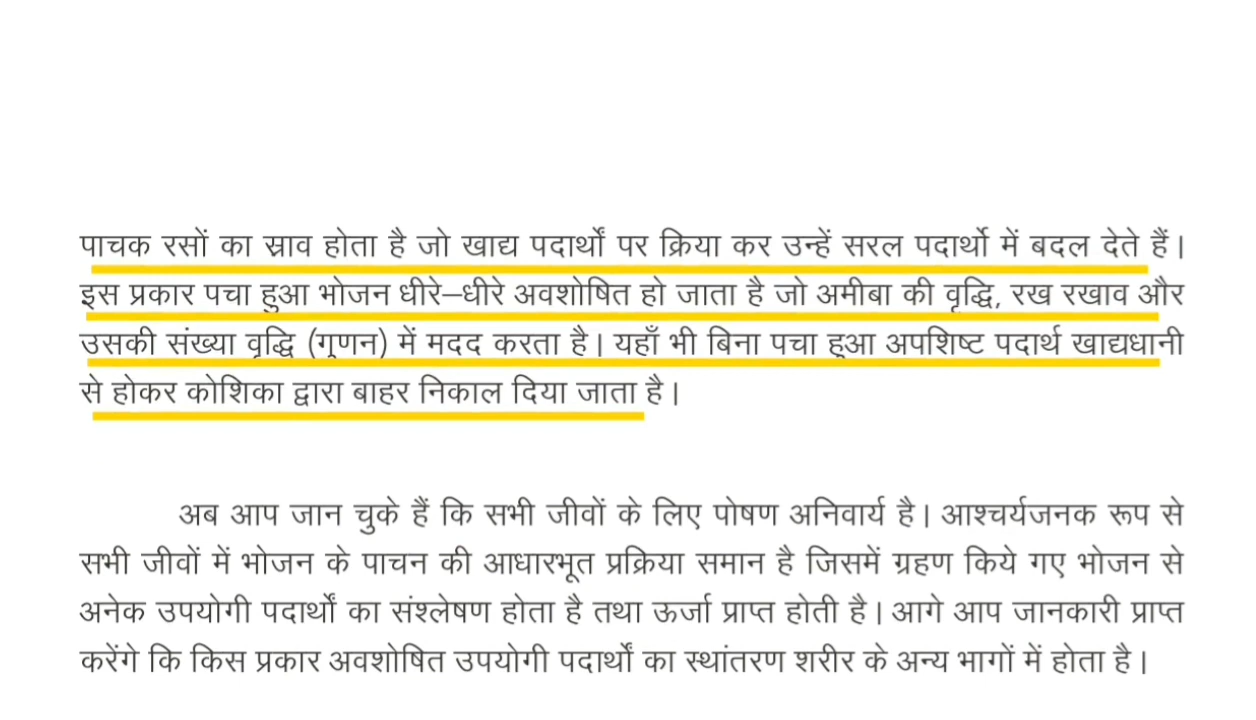 पाचक रसों का स्राव होता है जो खाद्य पदार्थों पर क्रिया कर उन्हें सरल पदार्थो में बदल देते हैं।
इस प्रकार पचा हुआ भोजन धीरे–धीरे अवशोषित हो जाता है जो अमीबा की वृद्धि, रख रखाव और
उसकी संख्या वृद्धि (गुणन) में मदद करता है। यहाँ भी बिना पचा हुआ अपशिष्ट पदार्थ खाद्यधानी
से होकर कोशिका द्वारा बाहर निकाल दिया जाता है।
अब आप जान चुके हैं कि सभी जीवों के लिए पोषण अनिवार्य है। आश्चर्यजनक रूप से
सभी जीवों में भोजन के पाचन की आधारभूत प्रक्रिया समान है जिसमें ग्रहण किये गए भोजन से
अनेक उपयोगी पदार्थों का संश्लेषण होता है तथा ऊर्जा प्राप्त होती है। आगे आप जानकारी प्राप्त
करेंगे कि किस प्रकार अवशोषित उपयोगी पदार्थों का स्थांतरण शरीर के अन्य भागों में होता है।